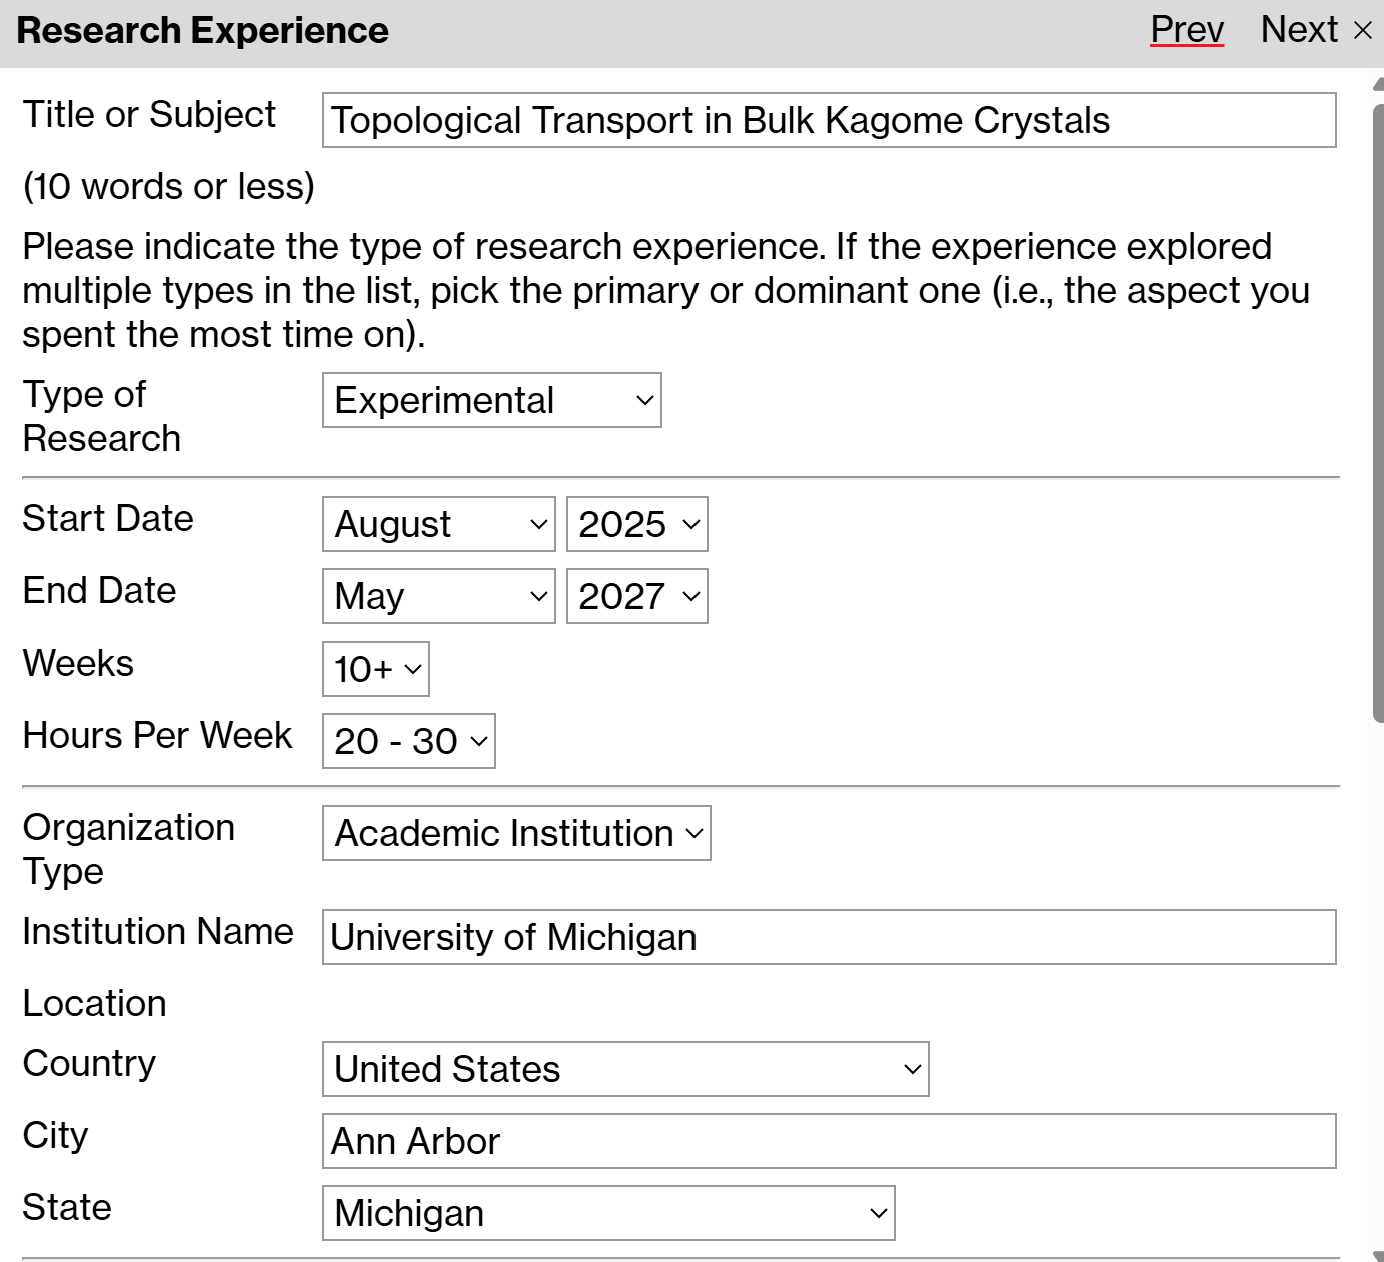 Research Experience Prev Next ×
Title or Subject Topological Transport in Bulk Kagome Crystals
(10 words or less)
Please indicate the type of research experience. If the experience explored
multiple types in the list, pick the primary or dominant one (i.e., the aspect you
spent the most time on).
Type of Experimental
Research
Start Date August 2025
End Date May 2027
Weeks 10+
Hours Per Week 20 - 30
Organization Academic Institution
Type
Institution Name University of Michigan
Location
Country United States
City Ann Arbor
State Michigan